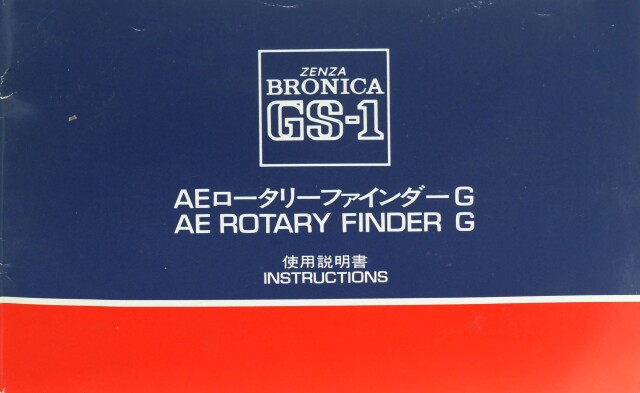 ZENZA
BRONICA
GS-1
AEロータリーファインダーG
AE ROTARY FINDER G
使用説明書
INSTRUCTIONS